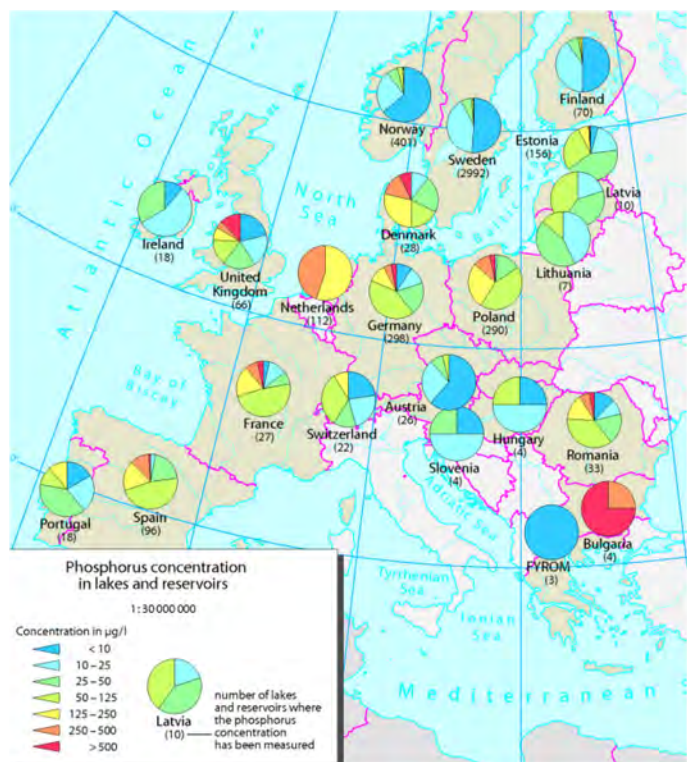 Atlantic Ocean
North
Sea
Baltic Sea
Bay of
Biscay
Adriatic Sea
Tyrrhenian
Sea
Ionian
Sea
Mediterranean S
Norway
(401)
Sweden
(2992)
Finland
(70)
Estonia
(156)
Latvia
(10)
Lithuania
(7)
Ireland
(18)
United
Kingdom
(66)
Denmark
(28)
Netherlands
(112)
Germany
(298)
Poland
(290)
France
(27)
Switzerland
(22)
Austria
(26)
Hungary
(4)
Slovenia
(4)
Romania
(33)
Portugal
(18)
Spain
(96)
Bulgaria
(4)
FYROM
(3)
Phosphorus concentration
in lakes and reservoirs
1:30 000 000
Concentration in µg/l
< 10
10 – 25
25 – 50
50 – 125
125 – 250
250 – 500
> 500
Latvia
(10)
number of lakes
and reservoirs where
the phosphorus
concentration
has been measured